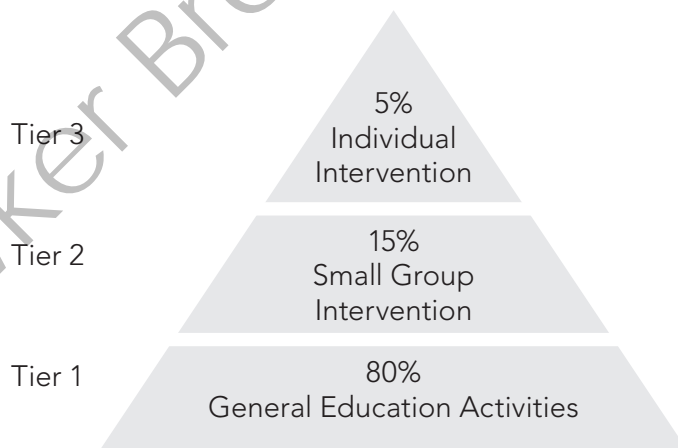 Tier 3
5%
Individual
Intervention
Tier 2
15%
Small Group
Intervention
Tier 1
80%
General Education Activities